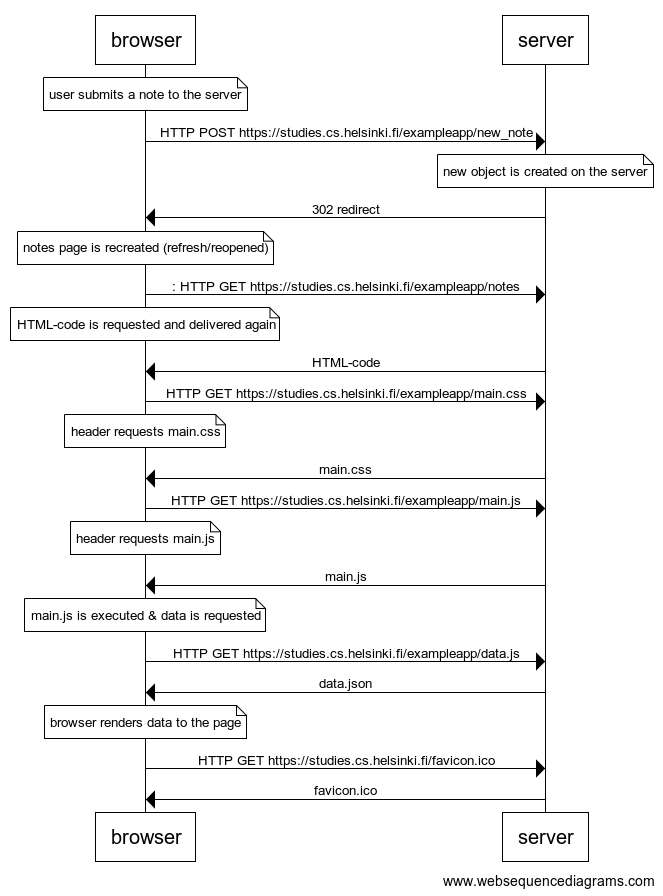 browser
server
user submits a note to the server
HTTP POST https://studies.cs.helsinki.fi/exampleapp/new_note
new object is created on the server
302 redirect
notes page is recreated (refresh/reopened)
: HTTP GET https://studies.cs.helsinki.fi/exampleapp/notes
HTML-code is requested and delivered again
HTML-code
HTTP GET https://studies.cs.helsinki.fi/exampleapp/main.css
header requests main.css
main.css
HTTP GET https://studies.cs.helsinki.fi/exampleapp/main.js
header requests main.js
main.js
main.js is executed & data is requested
HTTP GET https://studies.cs.helsinki.fi/exampleapp/data.js
data.json
browser renders data to the page
HTTP GET https://studies.cs.helsinki.fi/favicon.ico
favicon.ico
browser
server
www.websequencediagrams.com